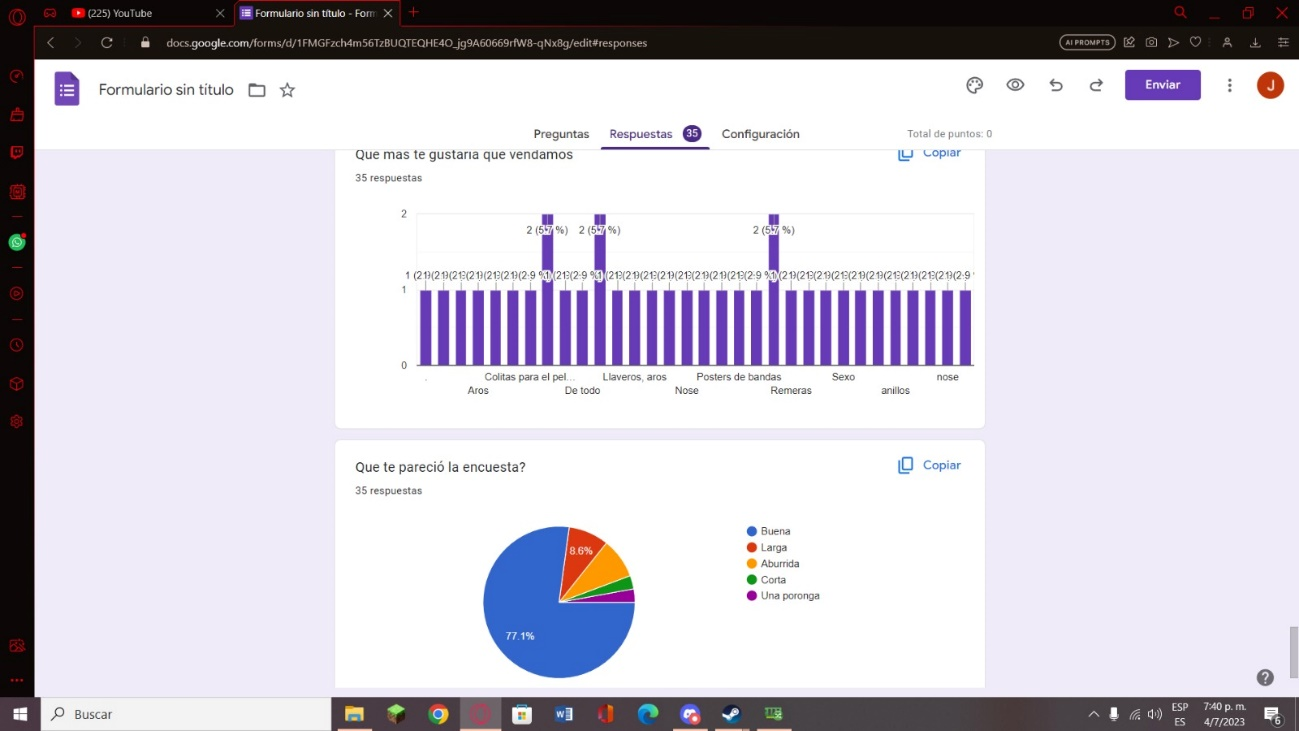 (225) YouTube
Formulario sin título - Form
docs.google.com/forms/d/1FMGFzch4m56TzBUQTEQHE4O_jg9A60669rfW8-qNx8g/edit#responses
AI PROMPTS
Formulario sin título
Enviar
J
Preguntas
Respuestas 35
Configuración
Total de puntos: 0
Que mas te gustaria que vendamos
Copiar
35 respuestas
2
2 (5.7 %) 2 (5.7 %) 2 (5.7 %)
1
0
. Colitas para el pel... Llaveros, aros Posters de bandas Sexo nose
Aros De todo Nose Remeras anillos
Que te pareció la encuesta?
Copiar
35 respuestas
8.6%
77.1%
Buena
Larga
Aburrida
Corta
Una poronga
Buscar
ESP
ES
7:40 p. m.
4/7/2023
6